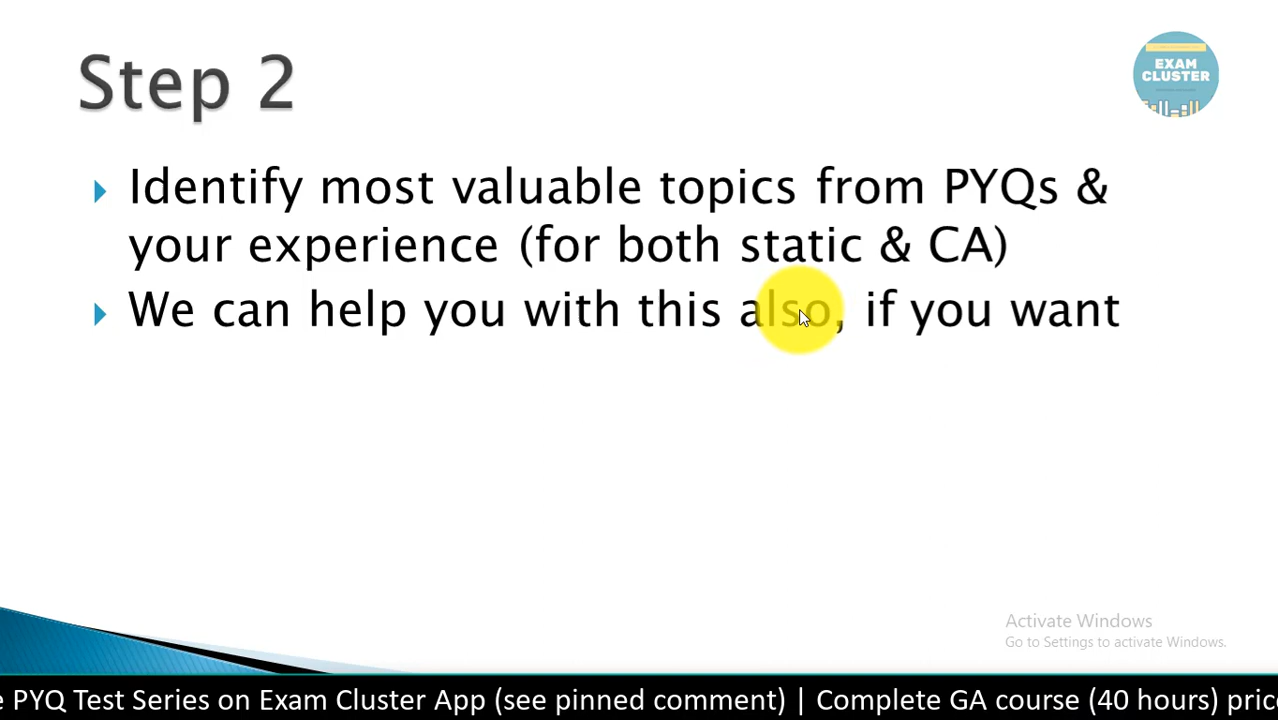 Step 2
EXAM
CLUSTER
Identify most valuable topics from PYQs &
your experience (for both static & CA)
We can help you with this also, if you want
Activate Windows
Go to Settings to activate Windows.
PYQ Test Series on Exam Cluster App (see pinned comment) | Complete GA course (40 hours)